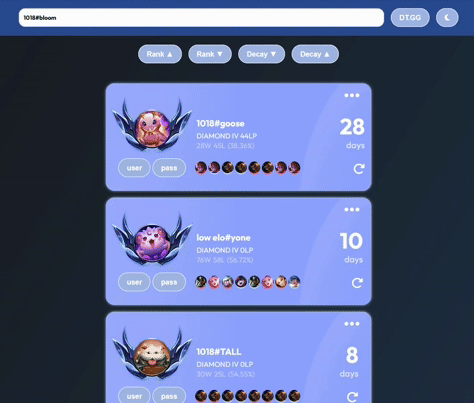 1018#bloom
DT.GG
Rank ▲
Rank ▼
Decay ▼
Decay ▲
1018#goose
DIAMOND IV 44LP
28W 45L (38.36%)
28
days
user
pass
low elo#yone
DIAMOND IV 0LP
76W 58L (56.72%)
10
days
user
pass
1018#TALL
DIAMOND IV 0LP
30W 25L (54.55%)
8
days
user
pass